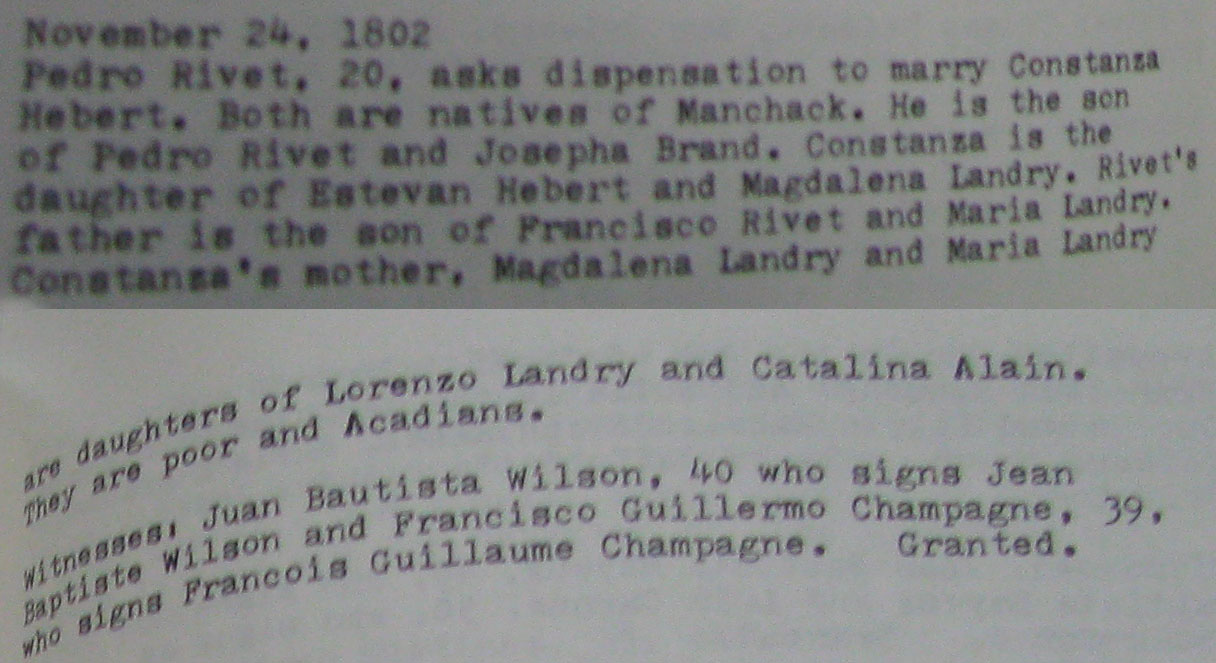 November 24, 1802
Pedro Rivet, 20, asks dispensation to marry Constanza
Hebert. Both are natives of Manchack. He is the son
of Pedro Rivet and Josepha Brand. Constanza is the
daughter of Estevan Hebert and Magdalena Landry. Rivet's
father is the son of Francisco Rivet and Maria Landry.
Constanza's mother, Magdalena Landry and Maria Landry
are daughters of Lorenzo Landry and Catalina Alain.
They are poor and Acadians.
Witnesses: Juan Bautista Wilson, 40 who signs Jean
Baptiste Wilson and Francisco Guillermo Champagne, 39,
who signs Francois Guillaume Champagne. Granted.